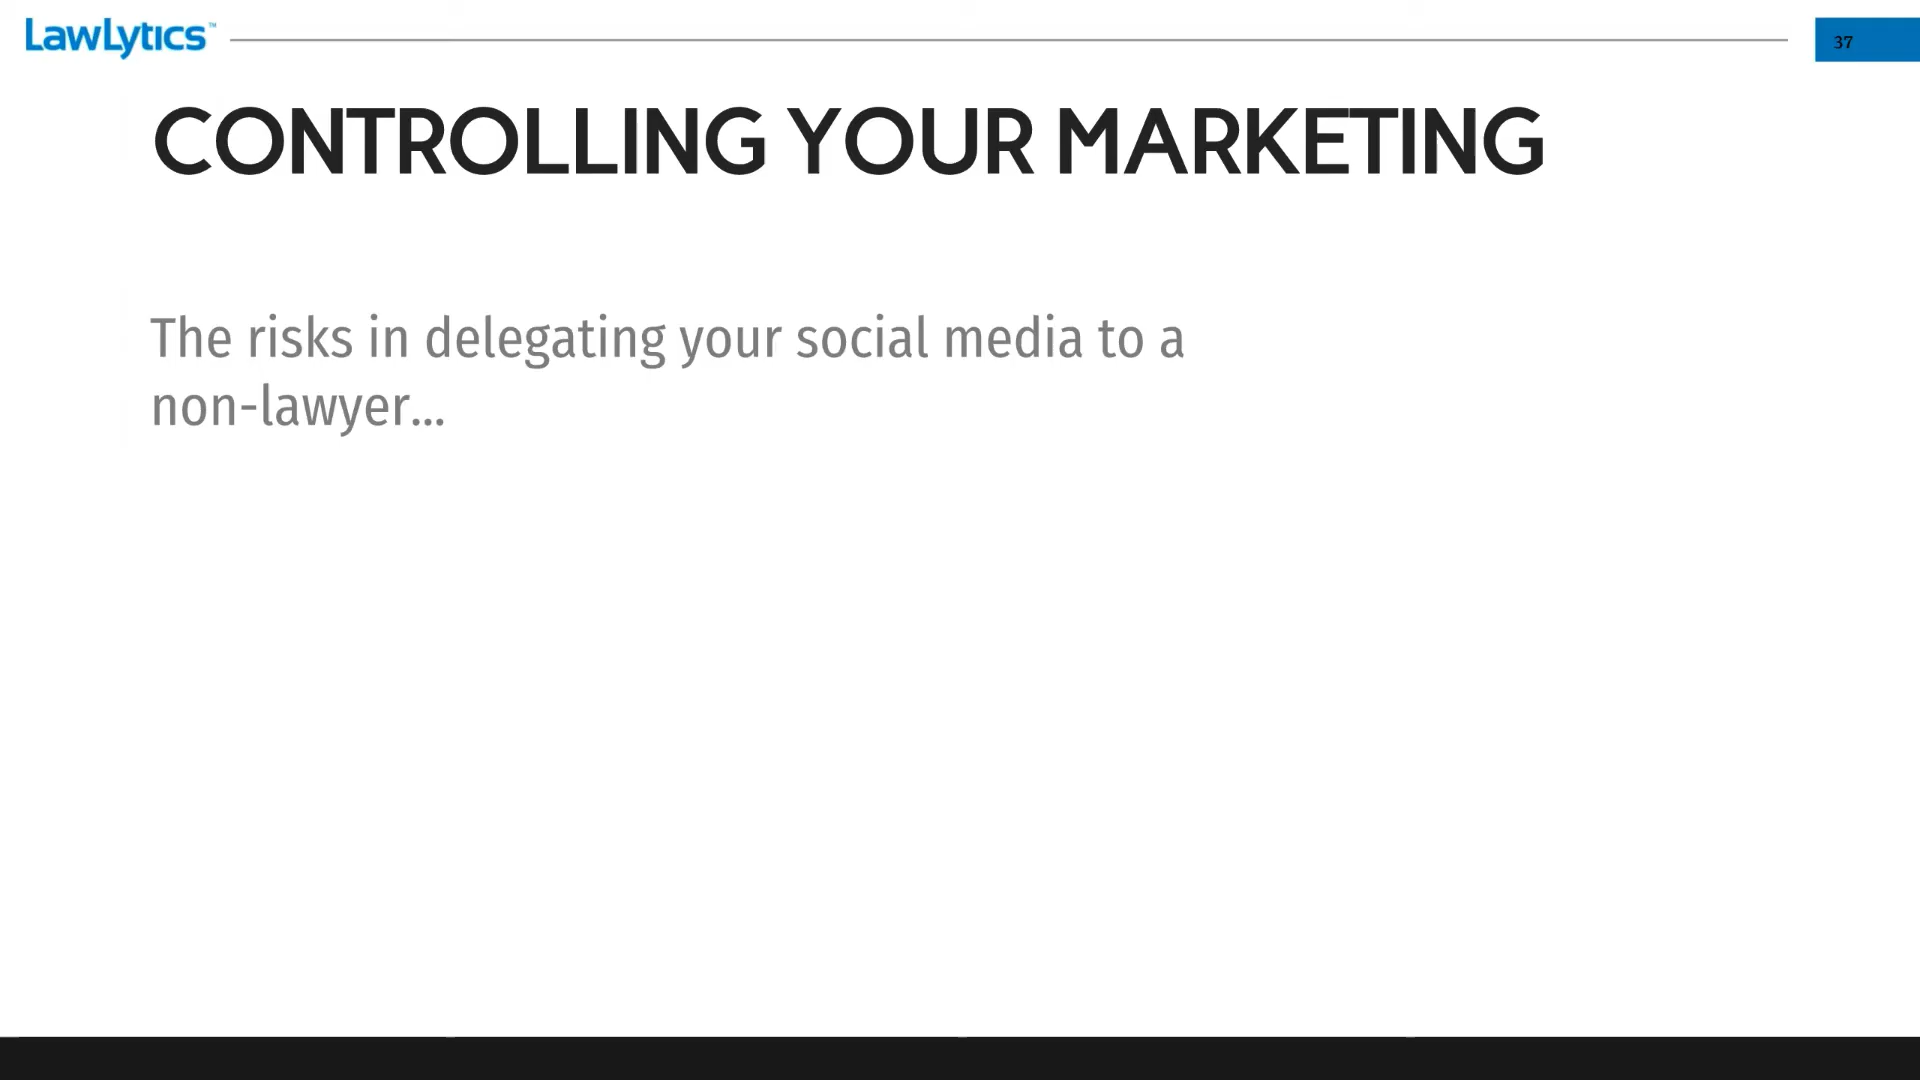 LawLytics™
37
CONTROLLING YOUR MARKETING
The risks in delegating your social media to a
non-lawyer...